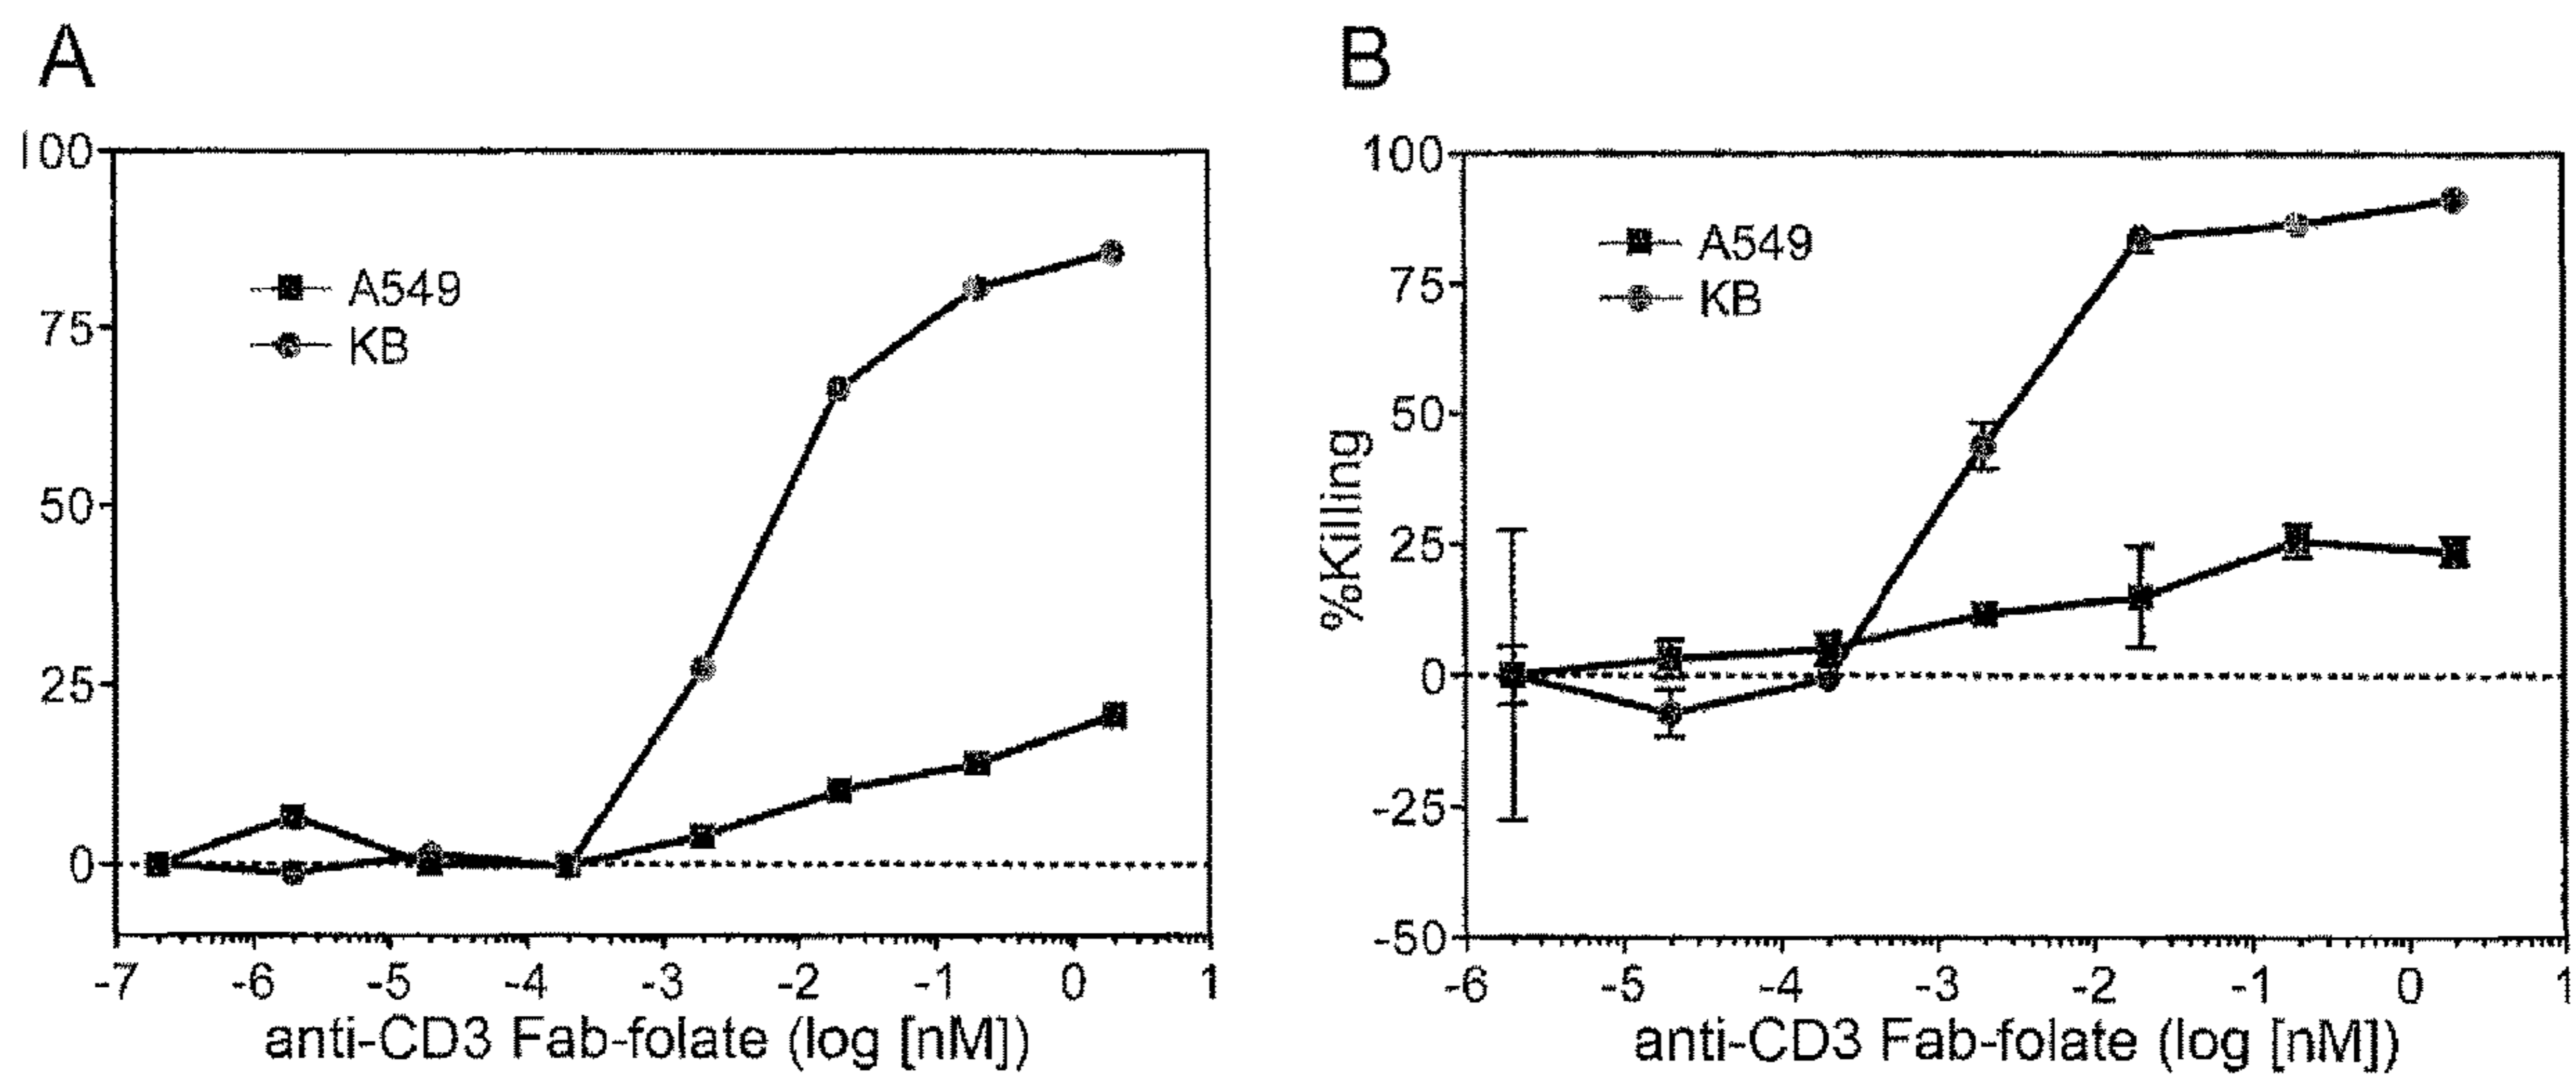 A
100
75
50
25
0
A549
KB
-7 -6 -5 -4 -3 -2 -1 0 1
anti-CD3 Fab-folate (log [nM])
B
%Killing
100
75
50
25
0
-25
-50
A549
KB
-6 -5 -4 -3 -2 -1 0 1
anti-CD3 Fab-folate (log [nM])